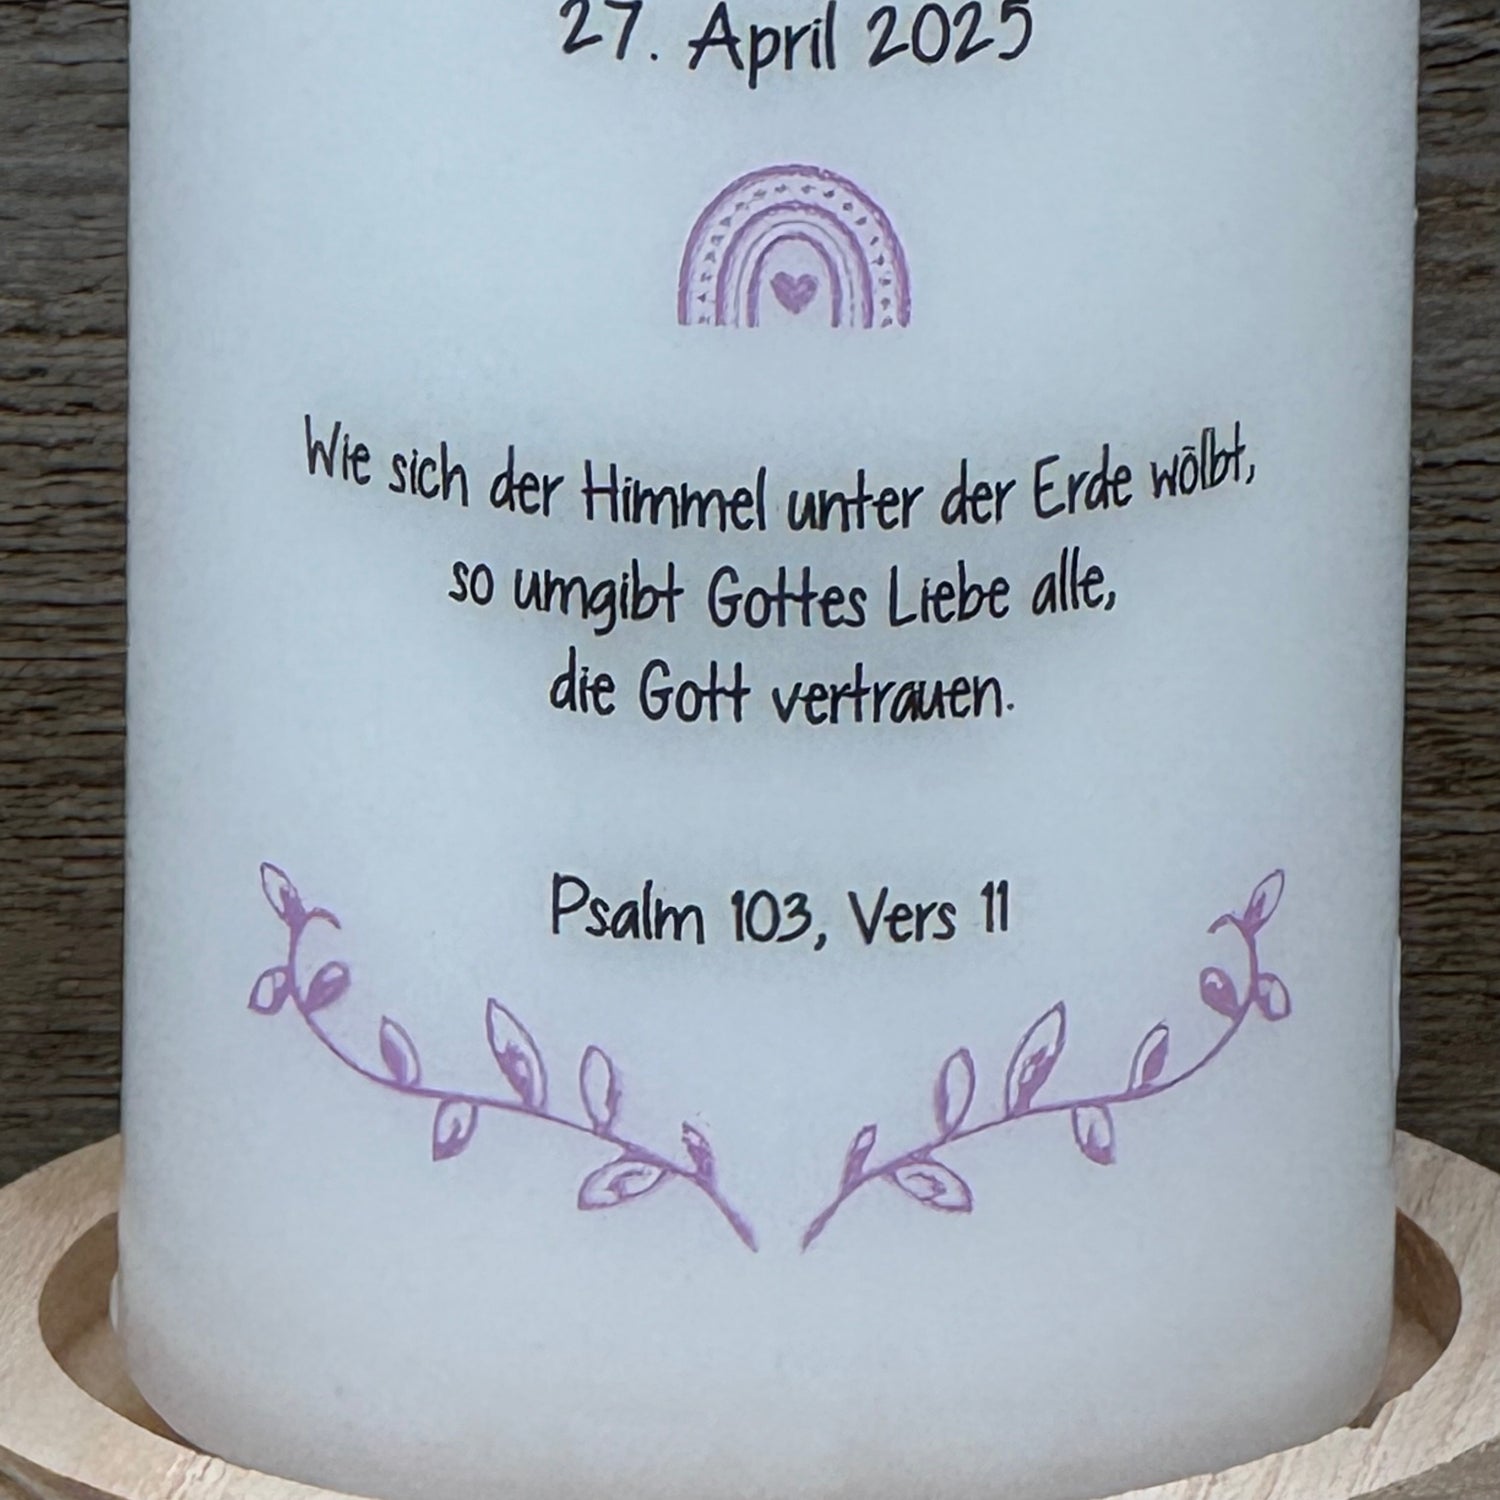 27. April 2025
Wie sich der Himmel unter der Erde wölbt,
so umgibt Gottes Liebe alle,
die Gott vertrauen.
Psalm 103, Vers 11